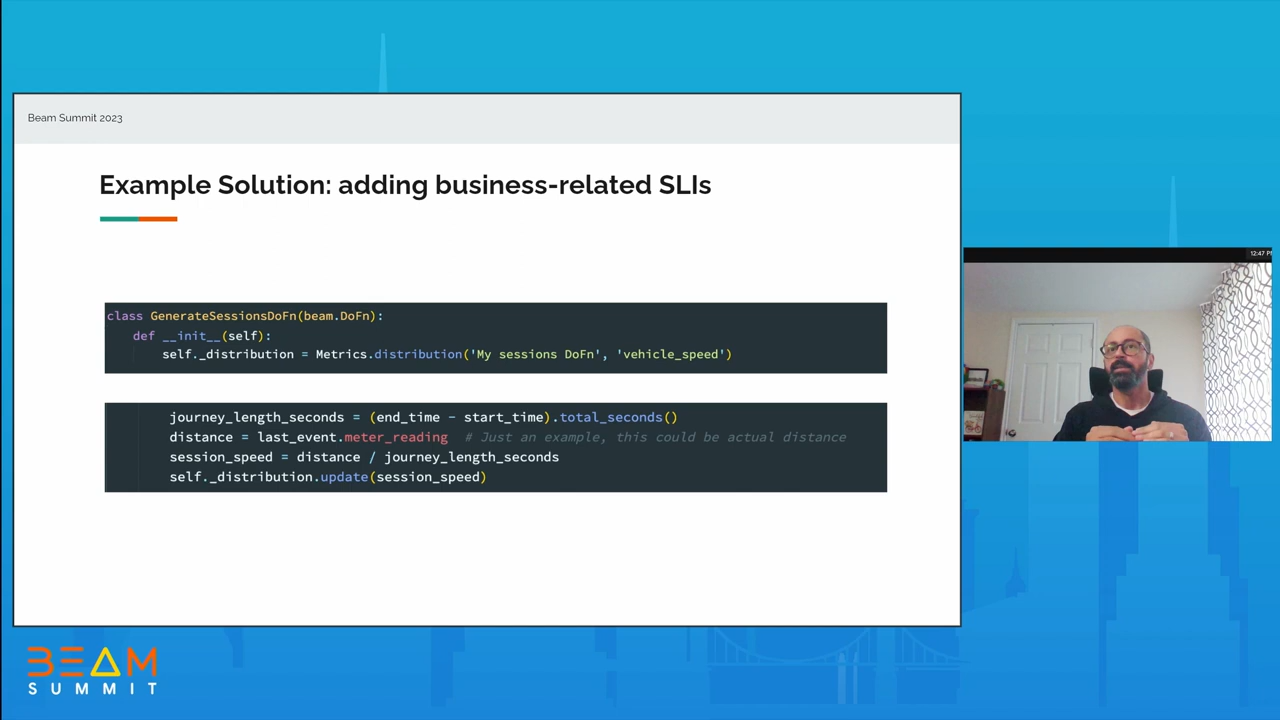 Beam Summit 2023
Example Solution: adding business-related SLIs
class GenerateSessionsDoFn(beam.DoFn):
def __init__(self):
self._distribution = Metrics.distribution('My sessions DoFn', 'vehicle_speed')
journey_length_seconds = (end_time - start_time).total_seconds()
distance = last_event.meter_reading # Just an example, this could be actual distance
session_speed = distance / journey_length_seconds
self._distribution.update(session_speed)
12:47 P
BEAM
SUMMIT